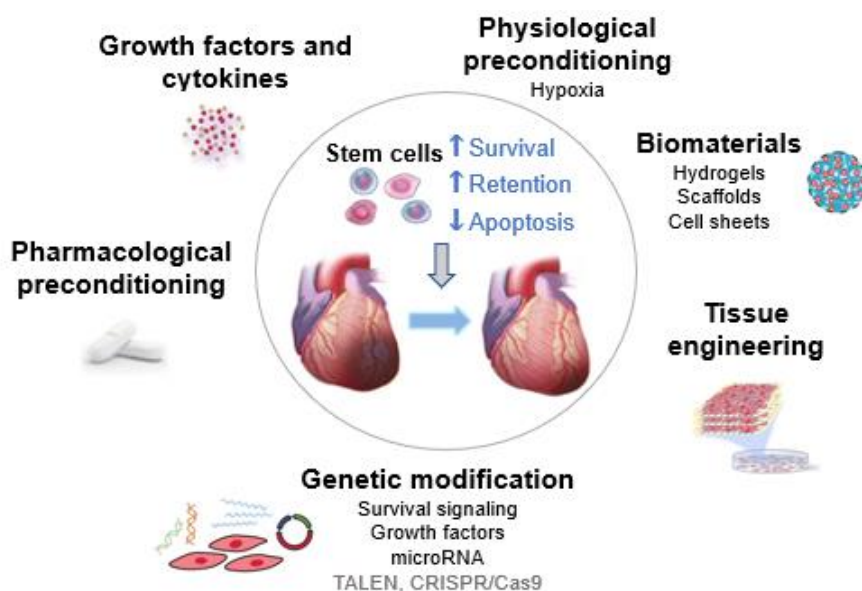 Growth factors and
cytokines
Physiological
preconditioning
Hypoxia
Stem cells
↑ Survival
↑ Retention
↓ Apoptosis
Biomaterials
Hydrogels
Scaffolds
Cell sheets
Pharmacological
preconditioning
Tissue
engineering
Genetic modification
Survival signaling
Growth factors
microRNA
TALEN, CRISPR/Cas9